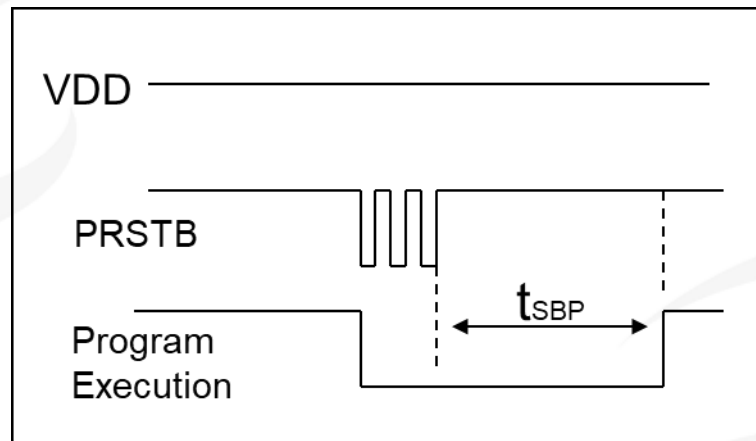 VDD
PRSTB
tSBP
Program
Execution